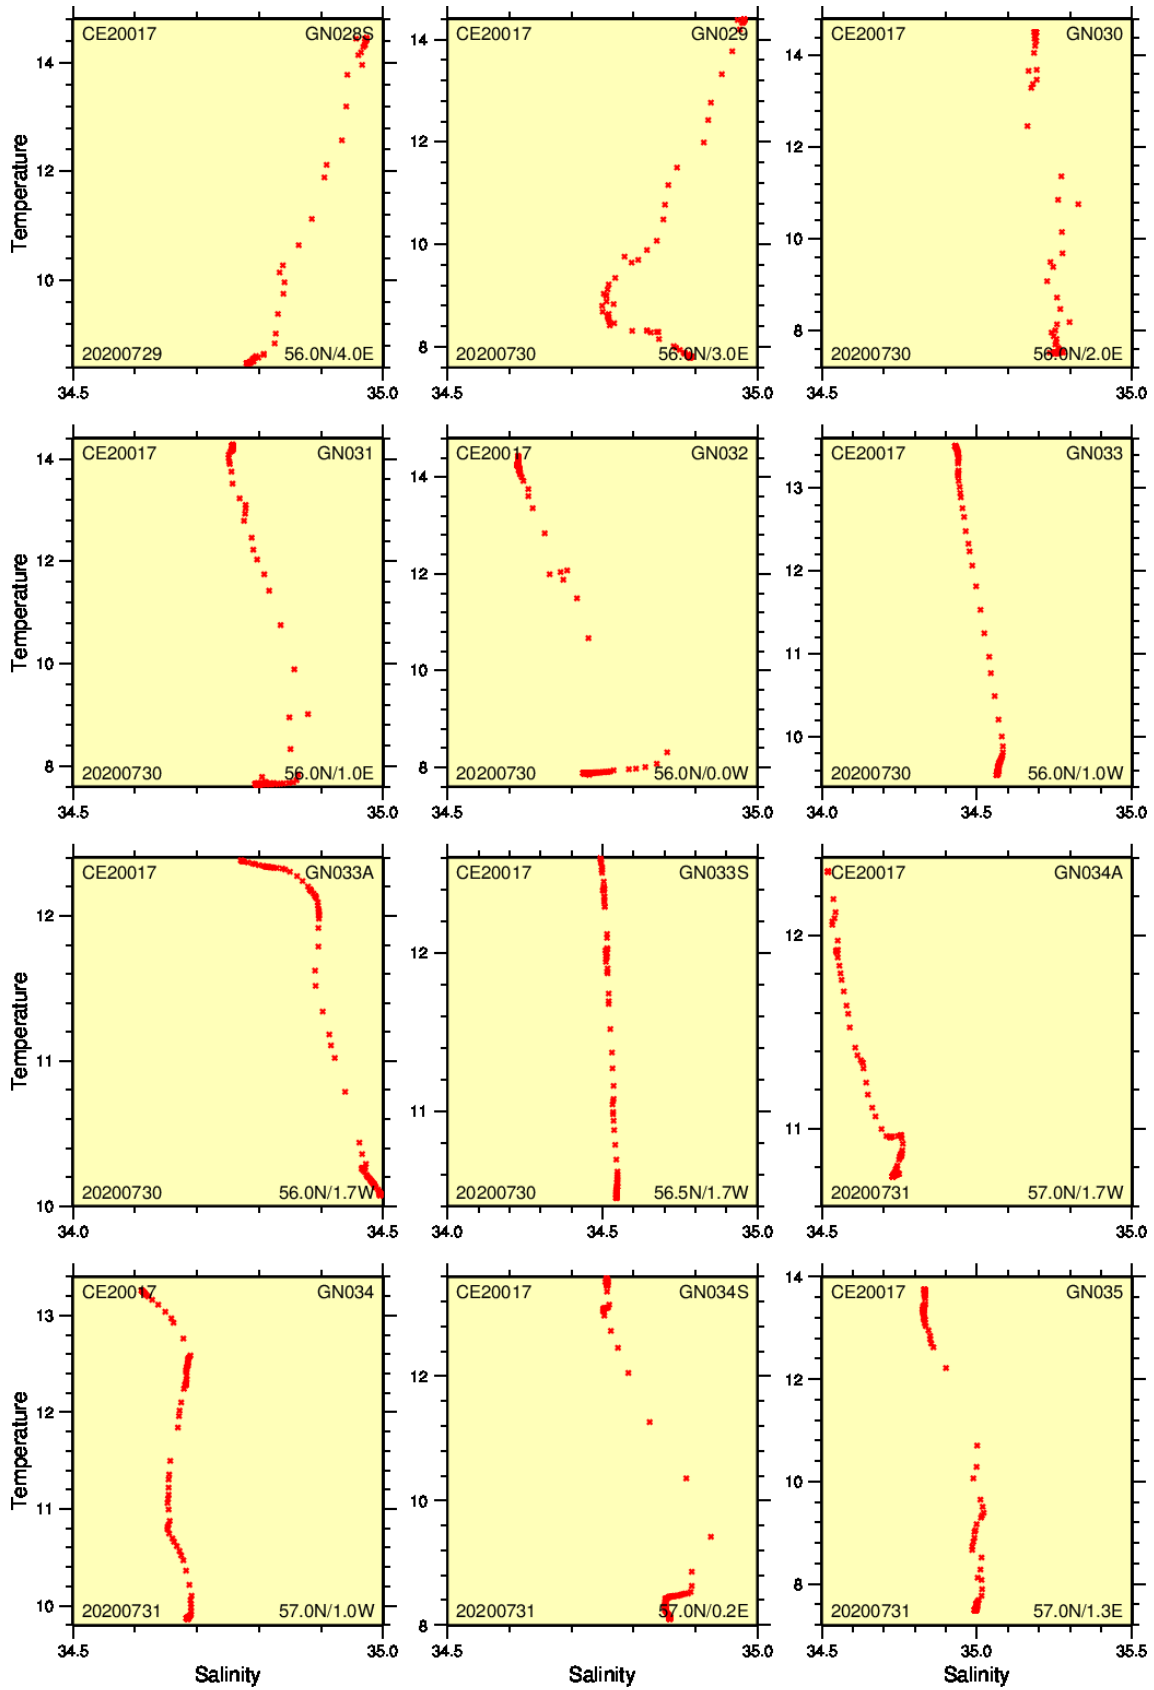 CE20017 GN028S
14
12
10
Temperature
20200729 56.0N/4.0E
34.5 35.0
CE20017 GN029
14
12
10
8
20200730 56.0N/3.0E
34.5 35.0
CE20017 GN030
14
12
10
8
20200730 56.0N/2.0E
34.5 35.0
CE20017 GN031
14
12
10
8
Temperature
20200730 56.0N/1.0E
34.5 35.0
CE20017 GN032
14
12
10
8
20200730 56.0N/0.0W
34.5 35.0
CE20017 GN033
13
12
11
10
20200730 56.0N/1.0W
34.0 34.5 35.0
CE20017 GN033A
12
11
10
Temperature
20200730 56.0N/1.7W
34.0 34.5
CE20017 GN033S
12
11
20200730 56.5N/1.7W
34.0 34.5 35.0
CE20017 GN034A
12
11
20200731 57.0N/1.7W
34.5 35.0
CE20017 GN034
13
12
11
10
Temperature
20200731 57.0N/1.0W
34.5 35.0
Salinity
CE20017 GN034S
12
10
8
20200731 57.0N/0.2E
34.5 35.0
Salinity
CE20017 GN035
14
12
10
8
20200731 57.0N/1.3E
34.5 35.0 35.5
Salinity